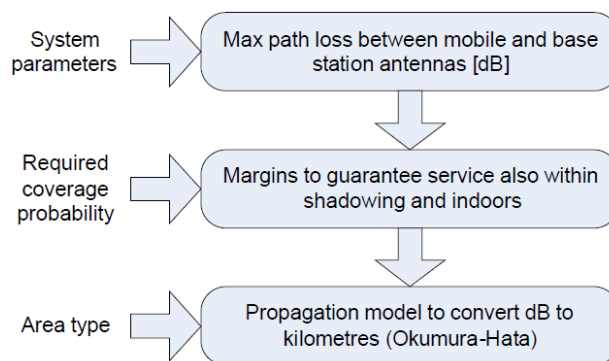 System
parameters
Max path loss between mobile and base
station antennas [dB]
Required
coverage
probability
Margins to guarantee service also within
shadowing and indoors
Area type
Propagation model to convert dB to
kilometres (Okumura-Hata)